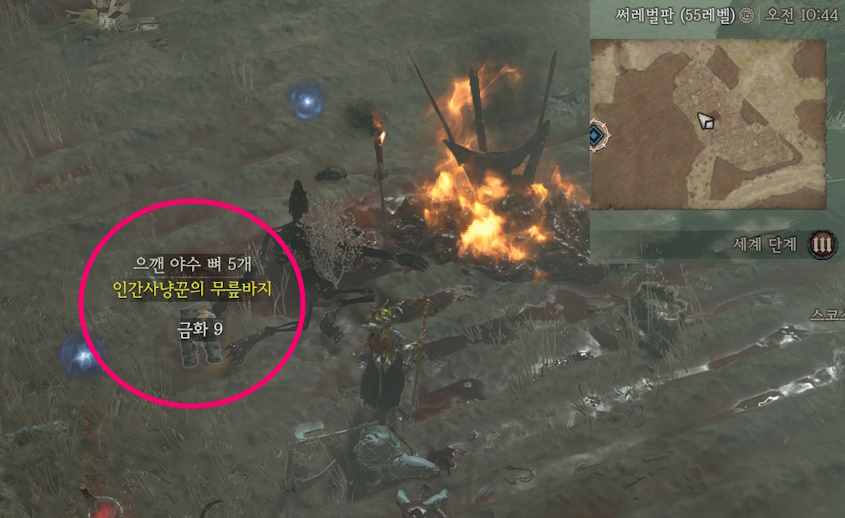 써레벌판 (55레벨) 오전 10:44
세계 단계 III
으깬 야수 뼈 5개
인간사냥꾼의 무릎바지
금화 9